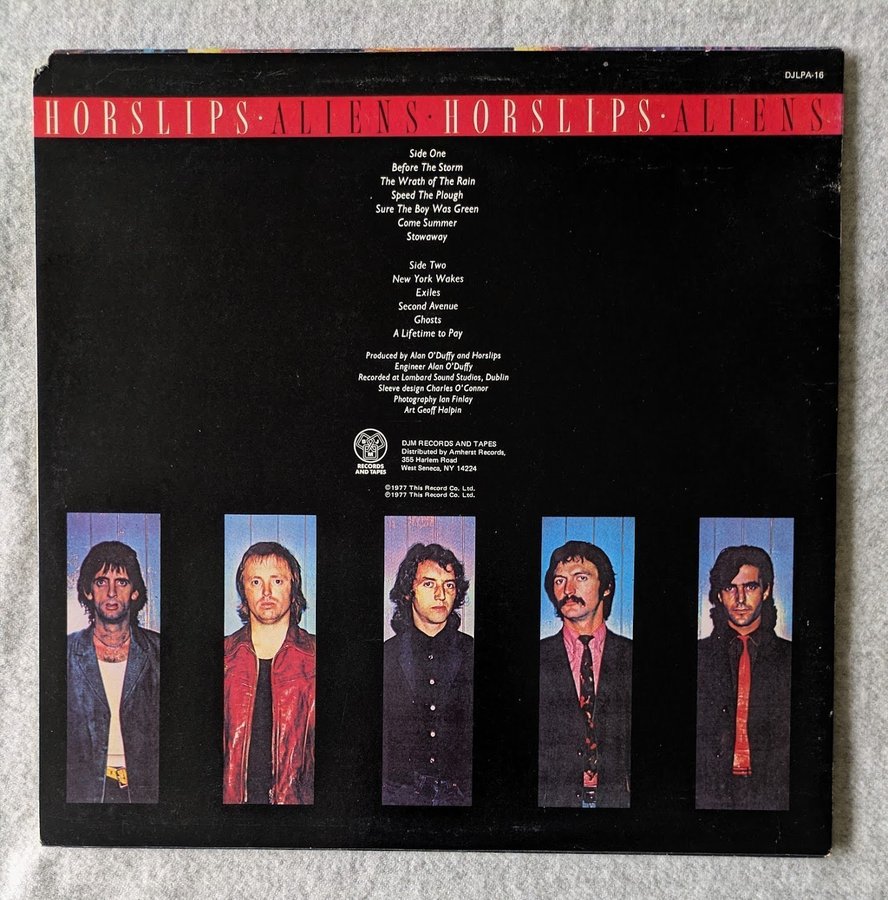 DJLPA-16
HORSLIPS · ALIENS · HORSLIPS · ALIENS
Side One
Before The Storm
The Wrath of The Rain
Speed The Plough
Sure The Boy Was Green
Come Summer
Stowaway
Side Two
New York Wakes
Exiles
Second Avenue
Ghosts
A Lifetime to Pay
Produced by Alan O'Duffy and Horslips
Engineer Alan O'Duffy
Recorded at Lombard Sound Studios, Dublin
Sleeve design Charles O'Connor
Photography Ian Finlay
Art Geoff Halpin
DJM
RECORDS
AND TAPES
DJM RECORDS AND TAPES
Distributed by Amherst Records,
355 Harlem Road
West Seneca, NY 14224
©1977 This Record Co. Ltd.
℗1977 This Record Co. Ltd.